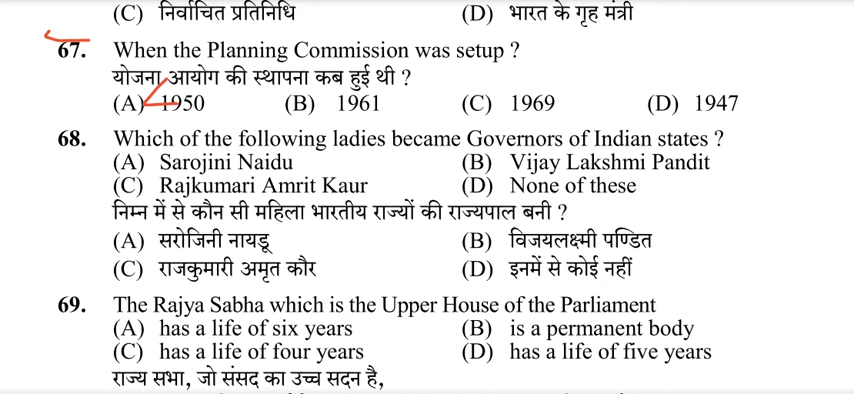 (C) निर्वाचित प्रतिनिधि (D) भारत के गृह मंत्री
67. When the Planning Commission was setup ?
योजना आयोग की स्थापना कब हुई थी ?
(A) 1950 (B) 1961 (C) 1969 (D) 1947
68. Which of the following ladies became Governors of Indian states ?
(A) Sarojini Naidu (B) Vijay Lakshmi Pandit
(C) Rajkumari Amrit Kaur (D) None of these
निम्न में से कौन सी महिला भारतीय राज्यों की राज्यपाल बनी ?
(A) सरोजिनी नायडू (B) विजयलक्ष्मी पण्डित
(C) राजकुमारी अमृत कौर (D) इनमें से कोई नहीं
69. The Rajya Sabha which is the Upper House of the Parliament
(A) has a life of six years (B) is a permanent body
(C) has a life of four years (D) has a life of five years
राज्य सभा, जो संसद का उच्च सदन है,